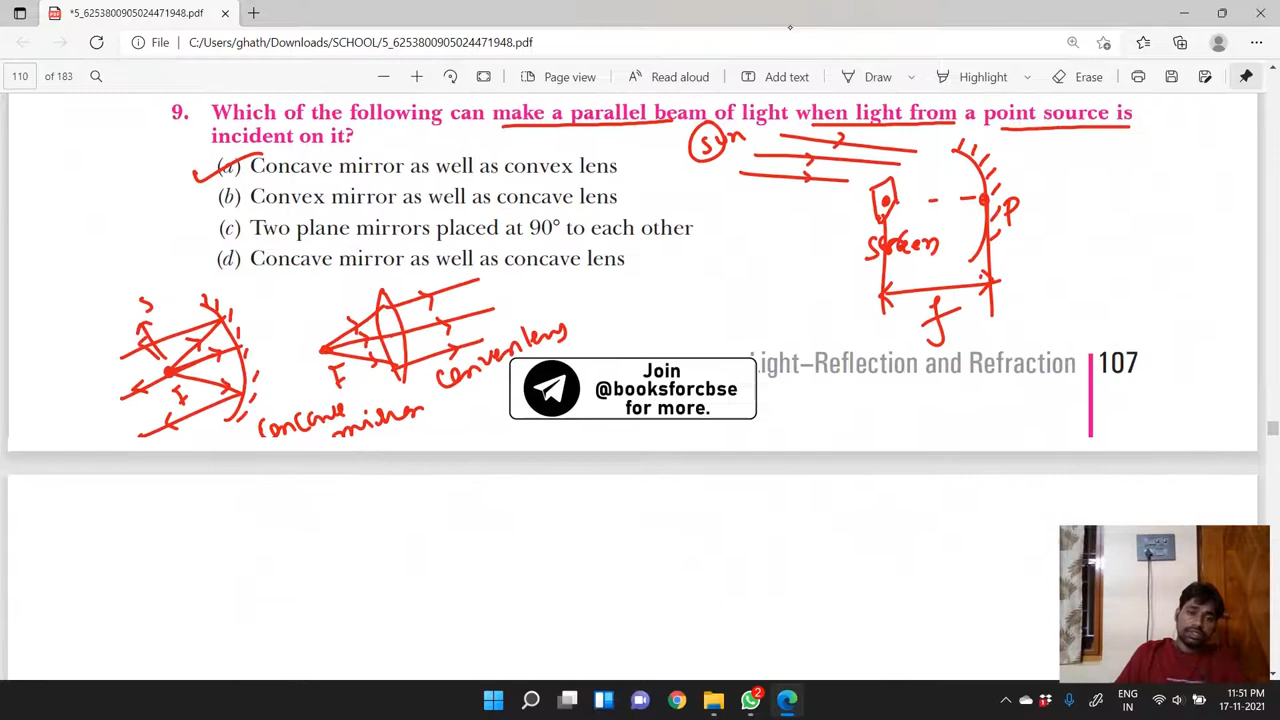 *5_6253800905024471948.pdf
File C:/Users/ghath/Downloads/SCHOOL/5_6253800905024471948.pdf
110 of 183 Page view Read aloud Add text Draw Highlight Erase
9. Which of the following can make a parallel beam of light when light from a point source is
incident on it?
(a) Concave mirror as well as convex lens
(b) Convex mirror as well as concave lens
(c) Two plane mirrors placed at 90° to each other
(d) Concave mirror as well as concave lens
sun
P
screen
f
S
F
concave
mirror
F
convex lens
Light–Reflection and Refraction 107
Join
@booksforcbse
for more.
2
ENG
IN
11:51 PM
17-11-2021